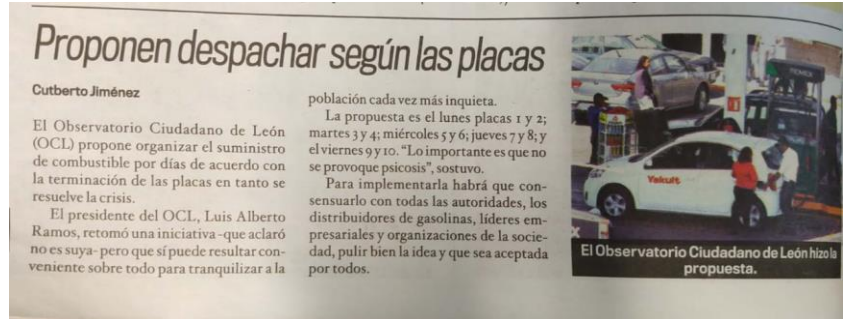 Proponen despachar según las placas
Cutberto Jiménez
El Observatorio Ciudadano de León
(OCL) propone organizar el suministro
de combustible por días de acuerdo con
la terminación de las placas en tanto se
resuelve la crisis.
El presidente del OCL, Luis Alberto
Ramos, retomó una iniciativa -que aclaró
no es suya- pero que sí puede resultar con-
veniente sobre todo para tranquilizar a la
población cada vez más inquieta.
La propuesta es el lunes placas 1 y 2;
martes 3 y 4; miércoles 5 y 6; jueves 7 y 8; y
el viernes 9 y 10. “Lo importante es que no
se provoque psicosis”, sostuvo.
Para implementarla habrá que con-
sensuarlo con todas las autoridades, los
distribuidores de gasolinas, líderes em-
presariales y organizaciones de la socie-
dad, pulir bien la idea y que sea aceptada
por todos.
Yakult
El Observatorio Ciudadano de León hizo la
propuesta.